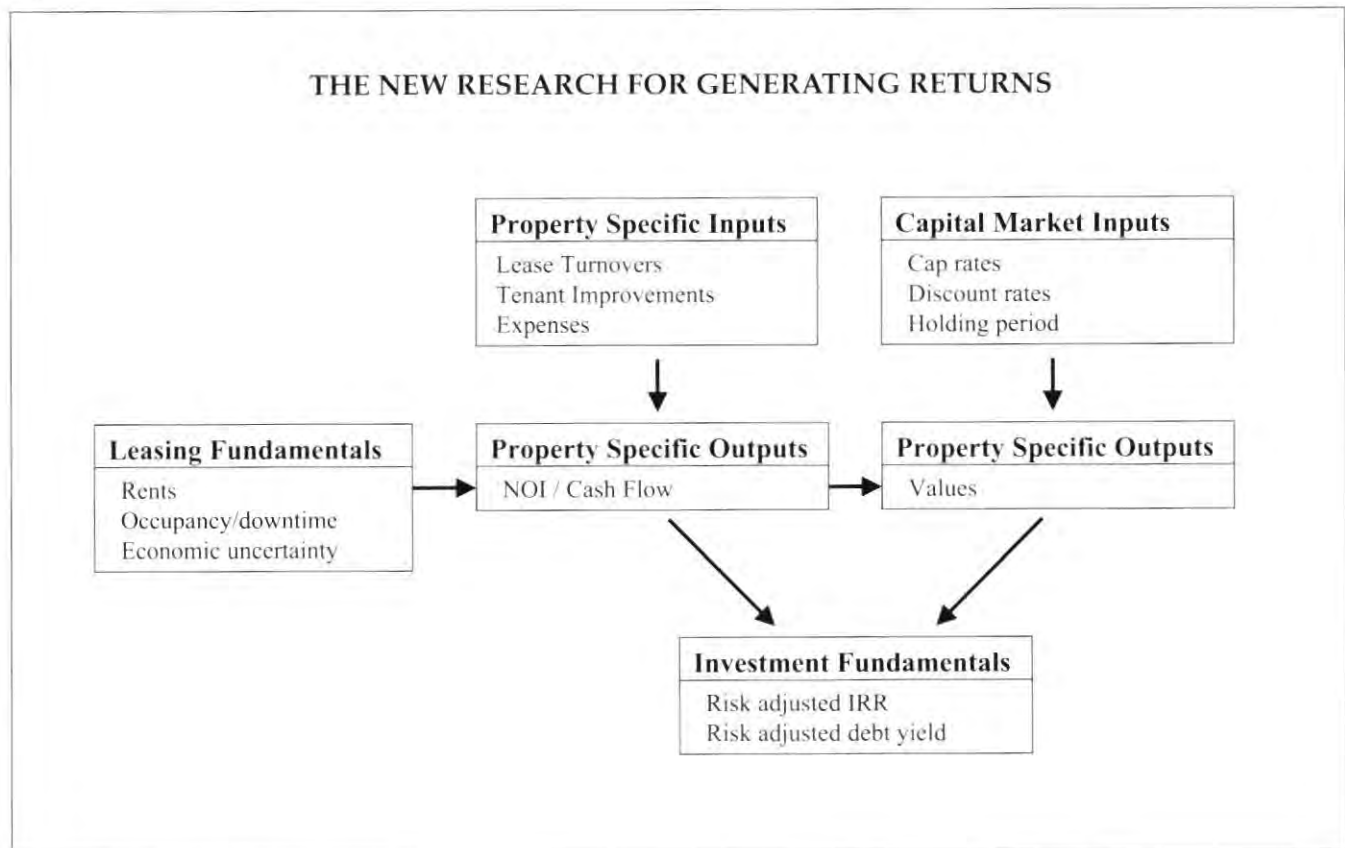 THE NEW RESEARCH FOR GENERATING RETURNS
Property Specific Inputs
Lease Turnovers
Tenant Improvements
Expenses
Capital Market Inputs
Cap rates
Discount rates
Holding period
Leasing Fundamentals
Rents
Occupancy/downtime
Economic uncertainty
Property Specific Outputs
NOI / Cash Flow
Property Specific Outputs
Values
Investment Fundamentals
Risk adjusted IRR
Risk adjusted debt yield